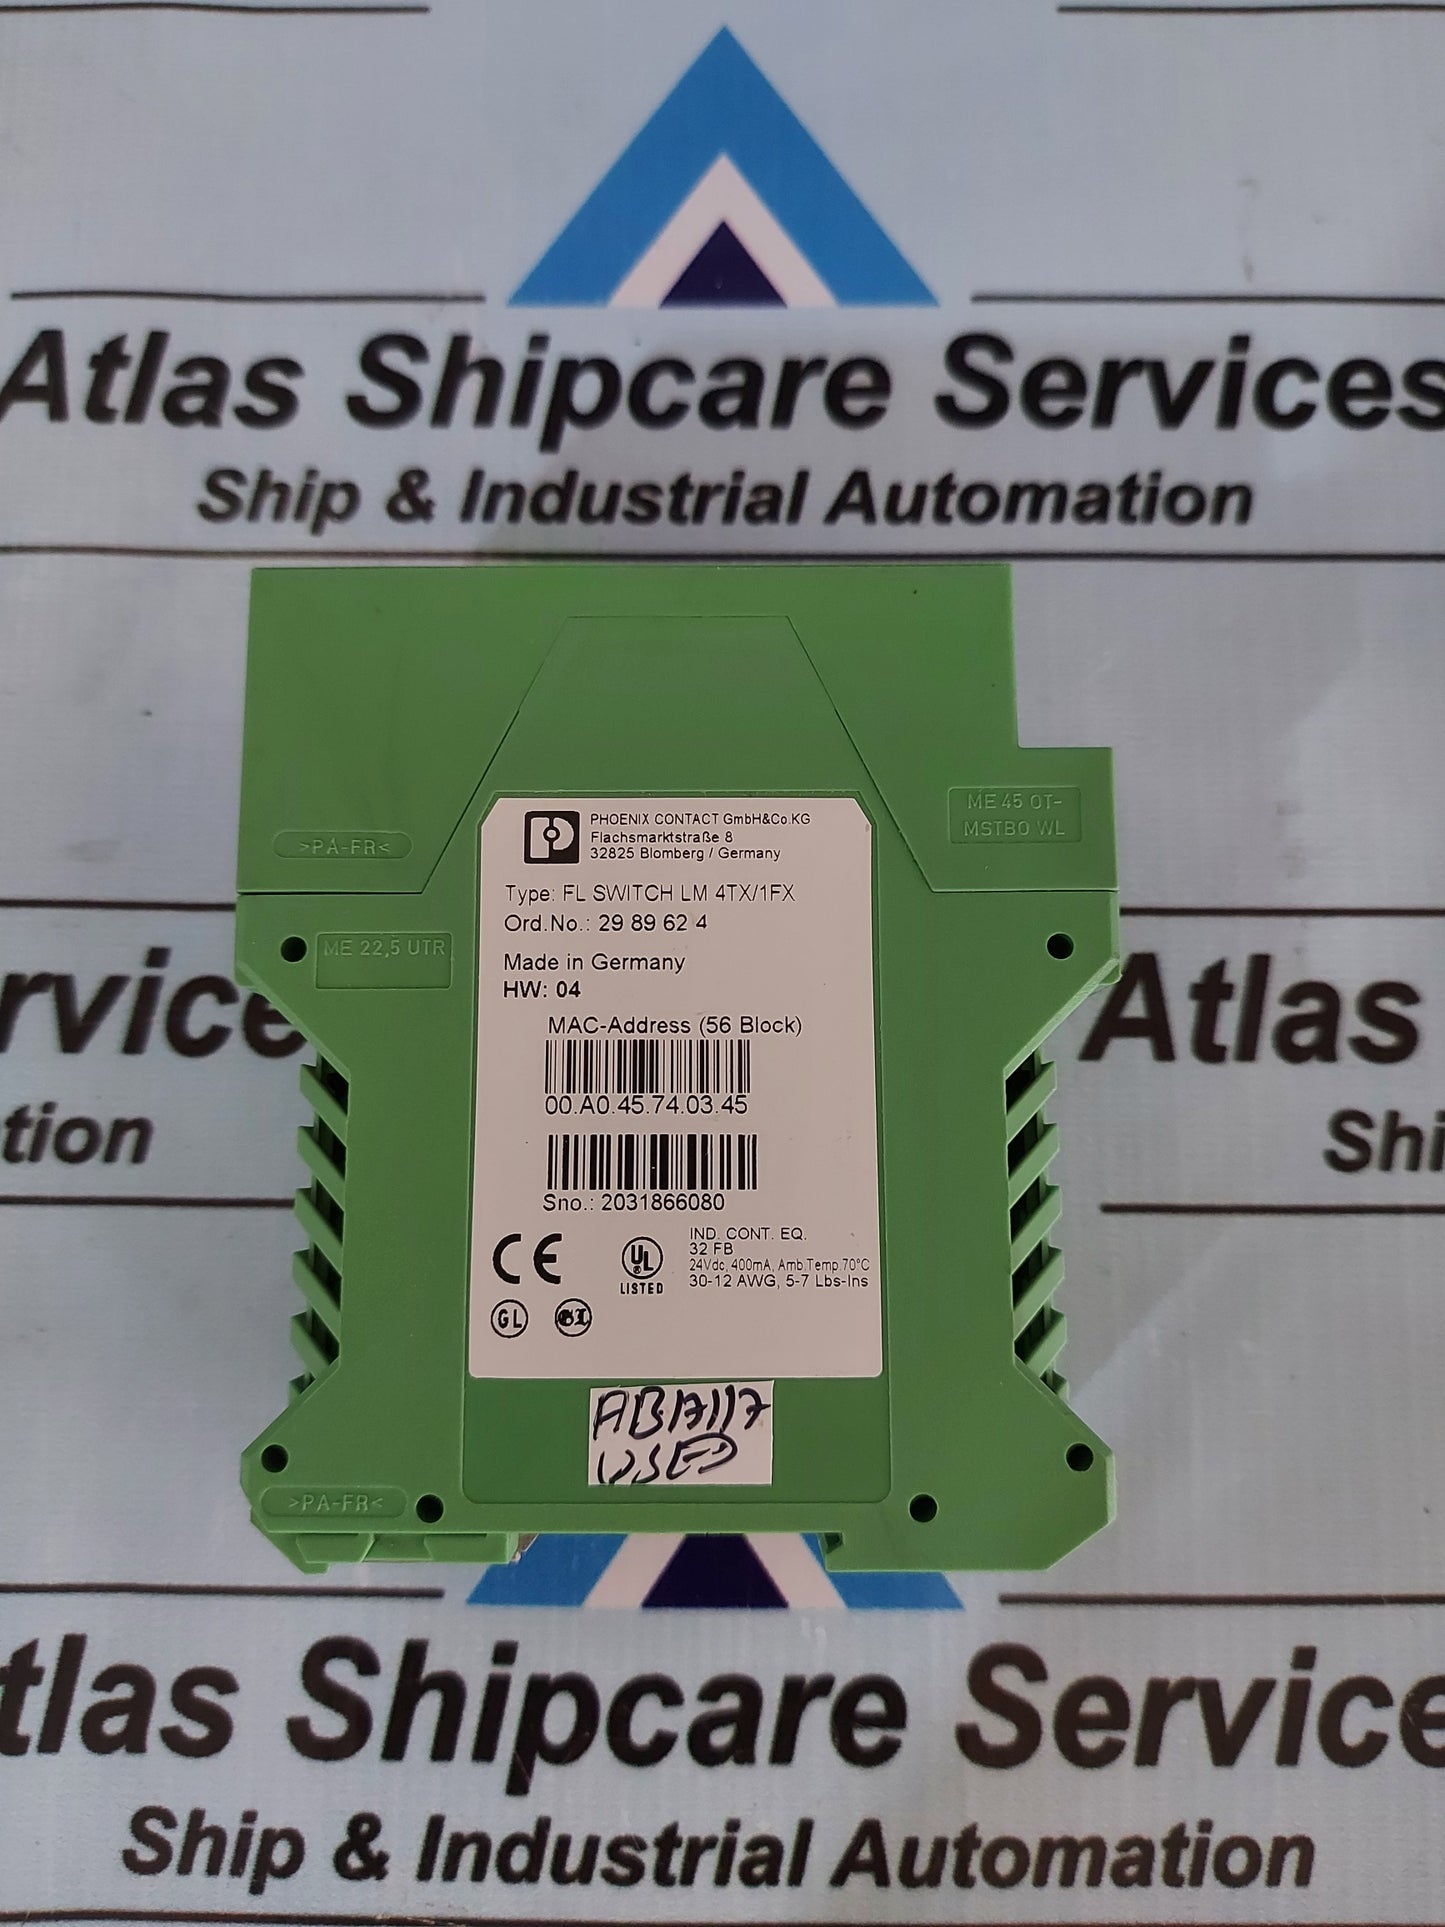 Atlas Shipcare Services
Ship & Industrial Automation
ME 45 OT-
MSTBO WL
>PA-FR<
PHOENIX CONTACT GmbH&Co.KG
Flachsmarktstraße 8
32825 Blomberg / Germany
Type: FL SWITCH LM 4TX/1FX
Ord.No.: 29 89 62 4
ME 22,5 UTR
Made in Germany
HW: 04
rvice
Atlas
MAC-Address (56 Block)
00.A0.45.74.03.45
tion
Shi
Sno.: 2031866080
CE
UL
LISTED
IND. CONT. EQ.
32 FB
24Vdc, 400mA, Amb.Temp.70°C
30-12 AWG, 5-7 Lbs-Ins
GL
USED
>PA-FR<
tlas Shipcare Service
Ship & Industrial Automation